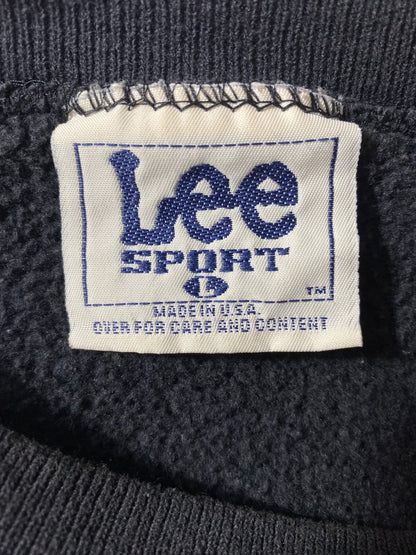 Lee
SPORT
L
™
MADE IN U.S.A.
OVER FOR CARE AND CONTENT